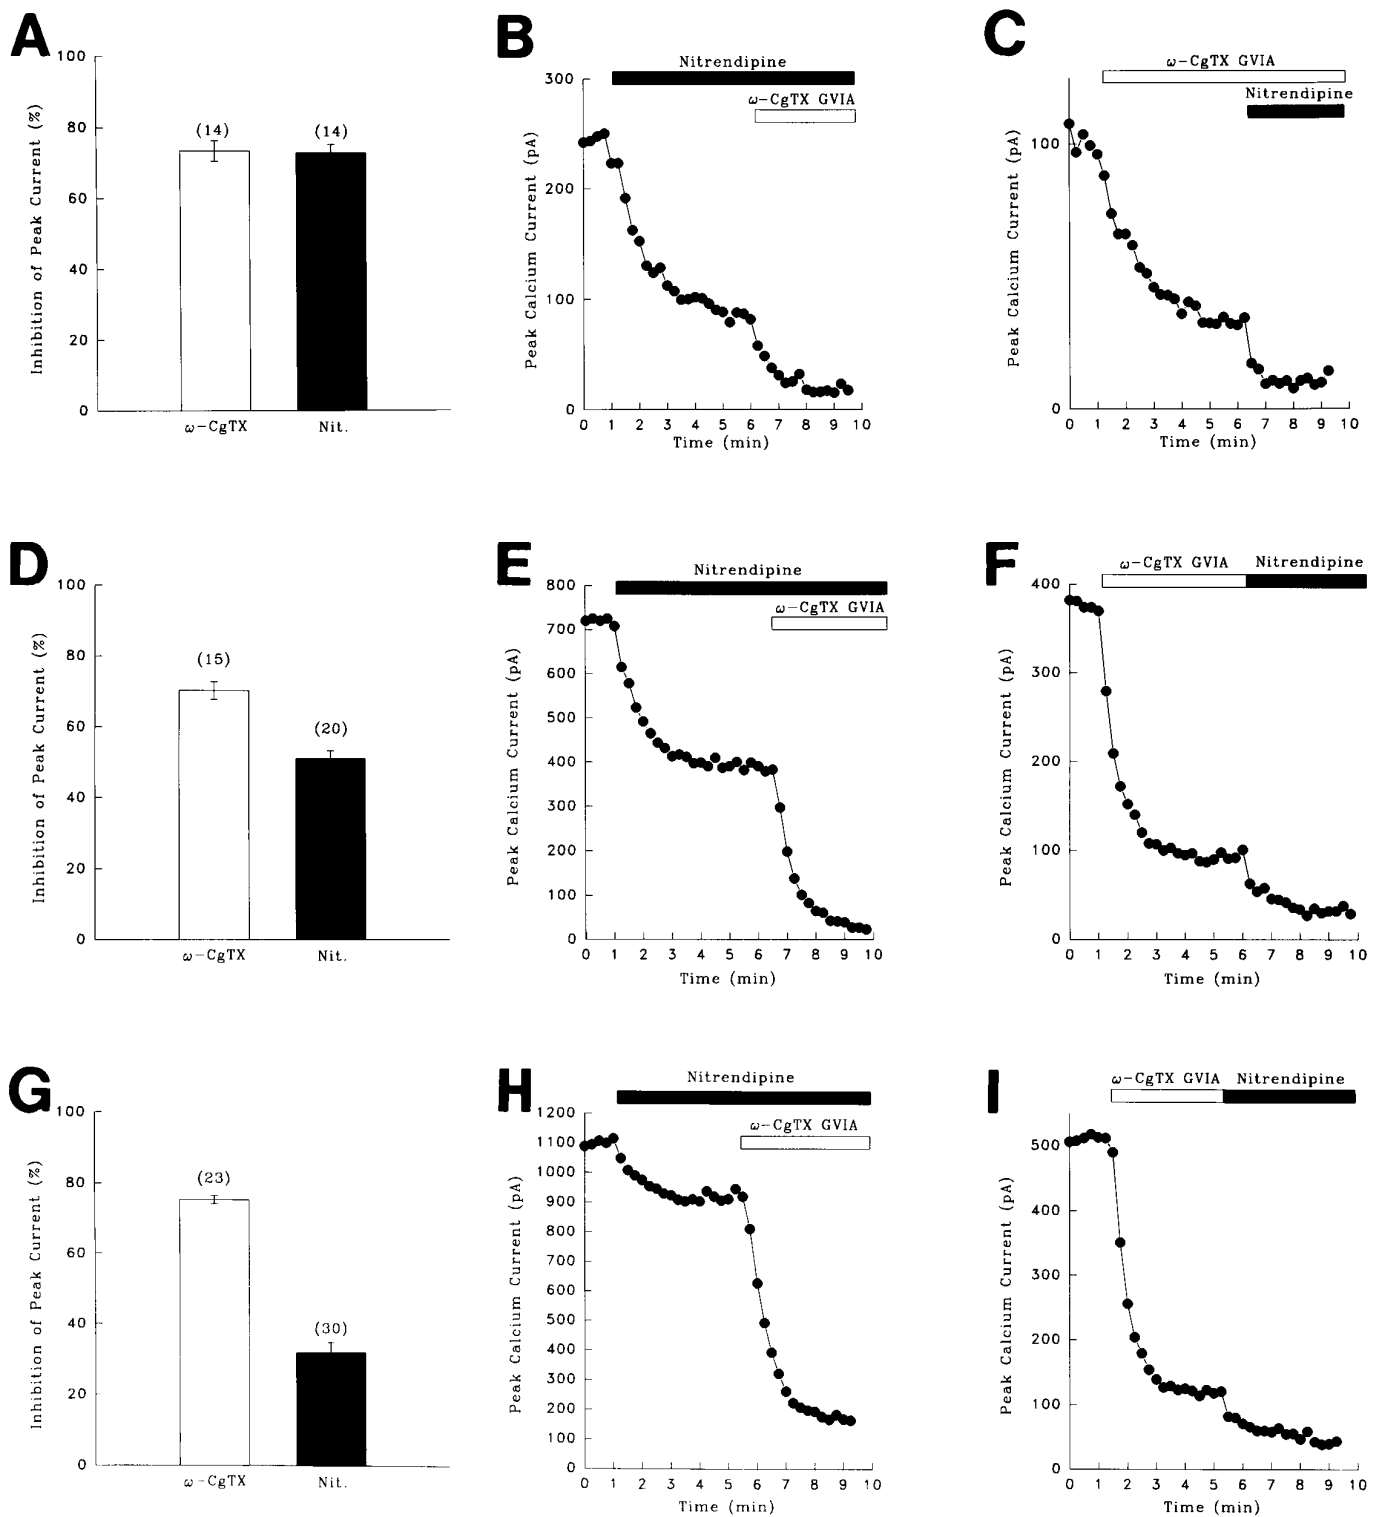 A
Inhibition of Peak Current (%)
100
80
60
40
20
0
(14)
(14)
ω-CgTX
Nit.
B
Nitrendipine
ω-CgTX GVIA
Peak Calcium Current (pA)
300
200
100
0
0 1 2 3 4 5 6 7 8 9 10
Time (min)
C
ω-CgTX GVIA
Nitrendipine
Peak Calcium Current (pA)
100
0
0 1 2 3 4 5 6 7 8 9 10
Time (min)
D
Inhibition of Peak Current (%)
100
80
60
40
20
0
(15)
(20)
ω-CgTX
Nit.
E
Nitrendipine
ω-CgTX GVIA
Peak Calcium Current (pA)
800
700
600
500
400
300
200
100
0
0 1 2 3 4 5 6 7 8 9 10
Time (min)
F
ω-CgTX GVIA Nitrendipine
Peak Calcium Current (pA)
400
300
200
100
0
0 1 2 3 4 5 6 7 8 9 10
Time (min)
G
Inhibition of Peak Current (%)
100
80
60
40
20
0
(23)
(30)
ω-CgTX
Nit.
H
Nitrendipine
ω-CgTX GVIA
Peak Calcium Current (pA)
1200
1100
1000
900
800
700
600
500
400
300
200
100
0
0 1 2 3 4 5 6 7 8 9 10
Time (min)
I
ω-CgTX GVIA Nitrendipine
Peak Calcium Current (pA)
500
400
300
200
100
0
0 1 2 3 4 5 6 7 8 9 10
Time (min)